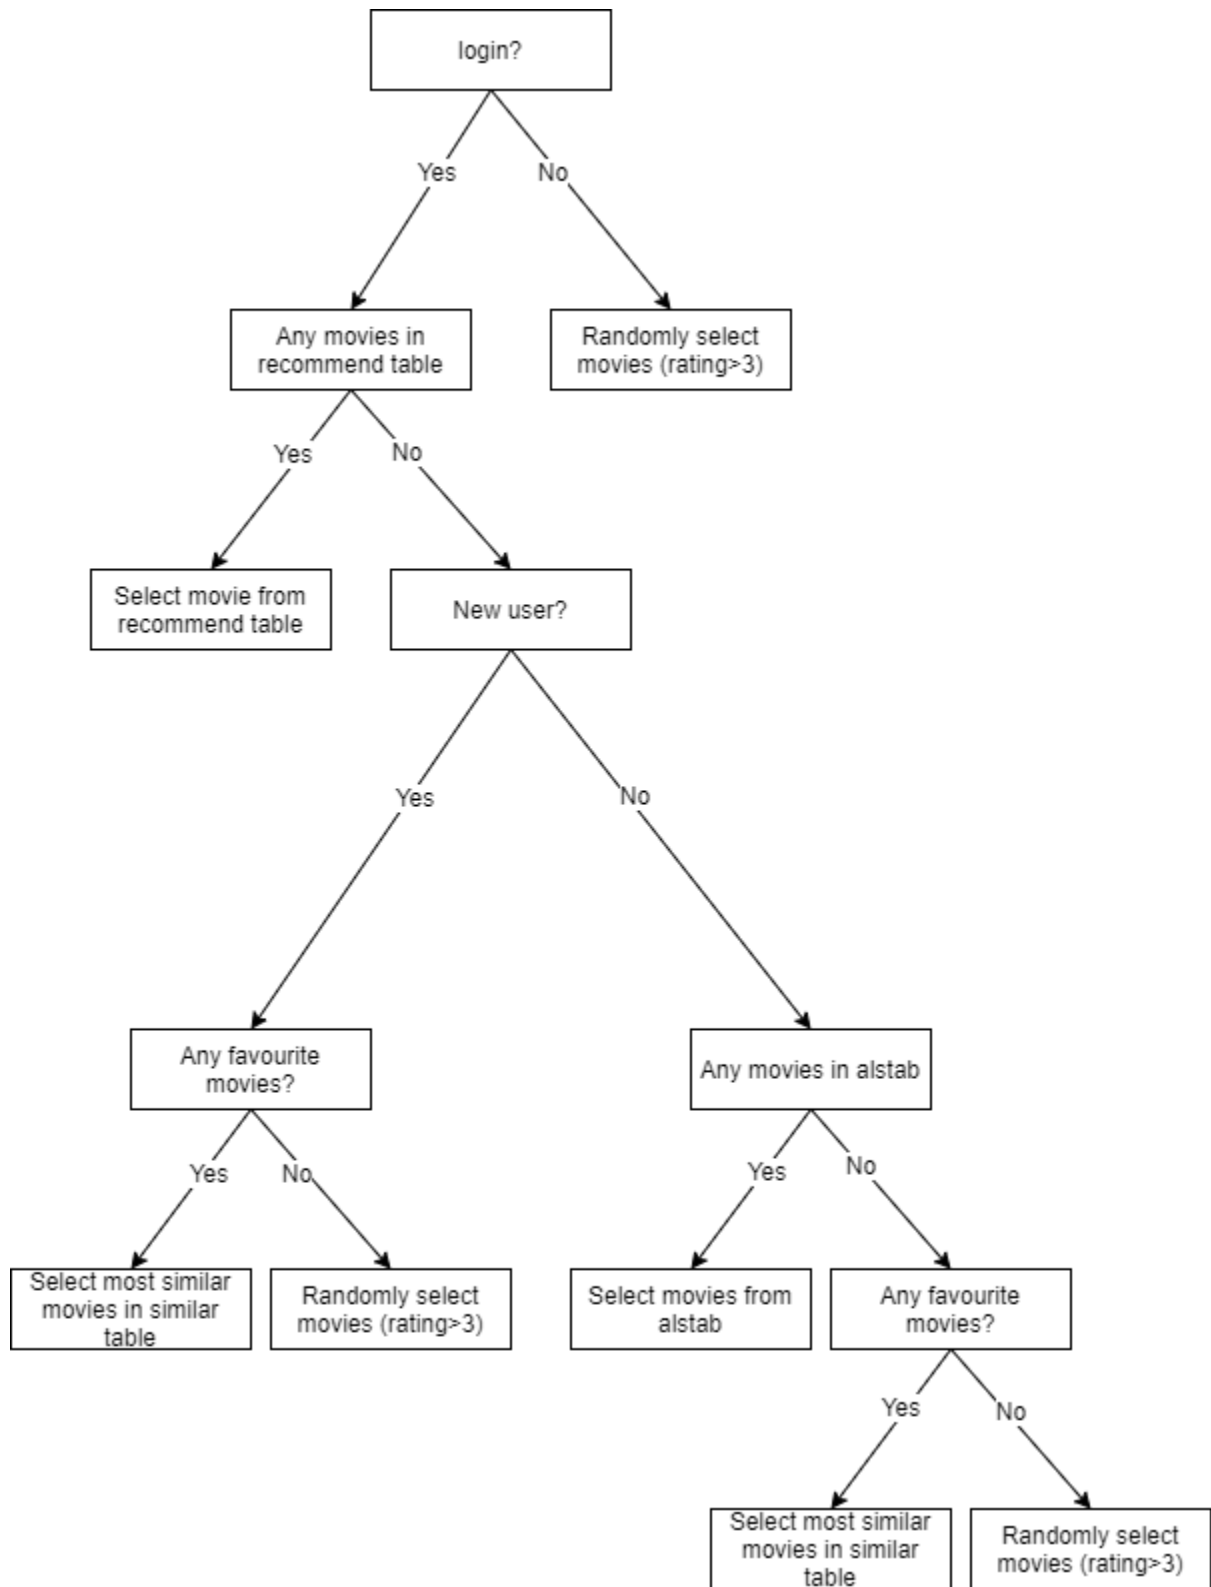 login?
Yes
No
Any movies in
recommend table
Randomly select
movies (rating>3)
Yes
No
Select movie from
recommend table
New user?
Yes
No
Any favourite
movies?
Any movies in alstab
Yes
No
Yes
No
Select most similar
movies in similar
table
Randomly select
movies (rating>3)
Select movies from
alstab
Any favourite
movies?
Yes
No
Select most similar
movies in similar
table
Randomly select
movies (rating>3)